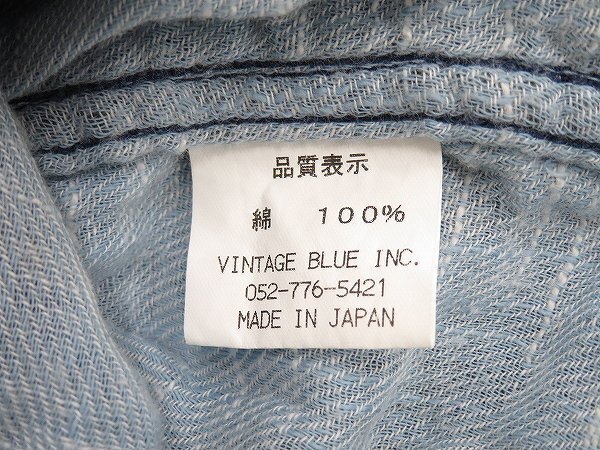 品質表示
綿 100%
VINTAGE BLUE INC.
052-776-5421
MADE IN JAPAN